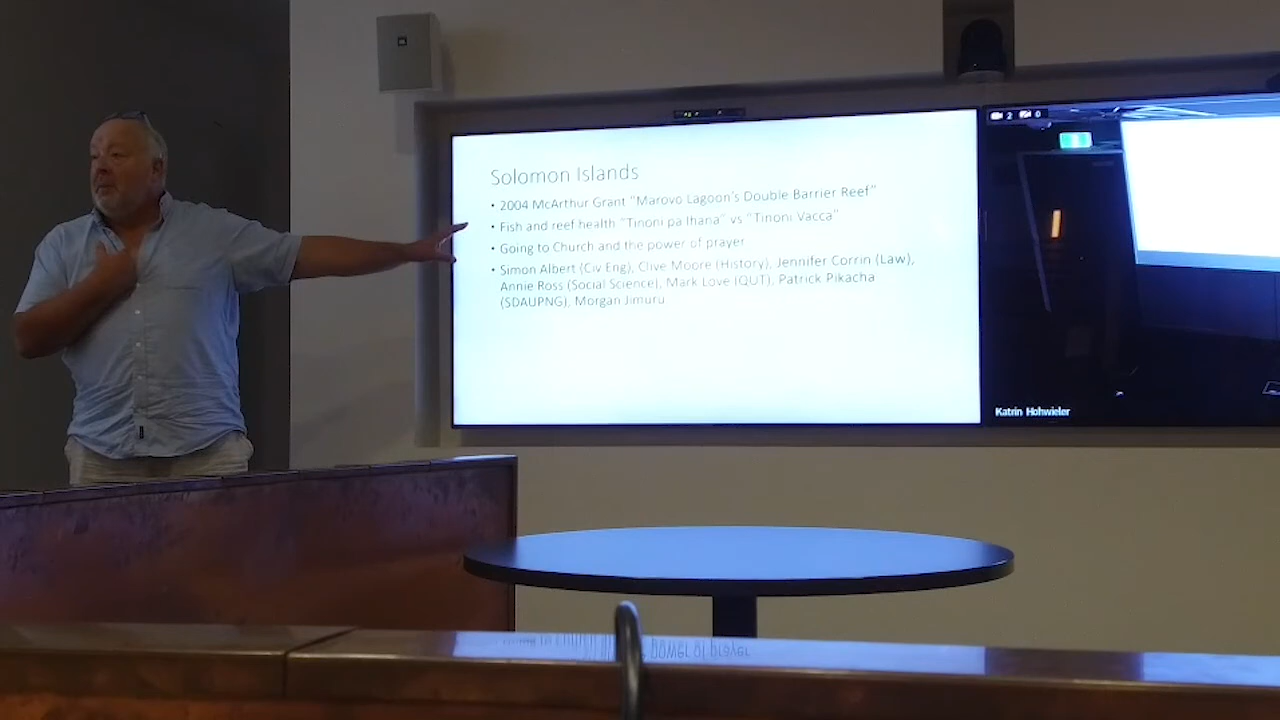 Solomon Islands
• 2004 McArthur Grant "Marovo Lagoon's Double Barrier Reef"
• Fish and reef health "Tinoni pa Ihana" vs "Tinoni Vacca"
• Going to Church and the power of prayer
• Simon Albert (Civ Eng), Clive Moore (History), Jennifer Corrin (Law),
Annie Ross (Social Science), Mark Love (QUT), Patrick Pikacha
(SDAUPNG), Morgan Jimuru
2 0
Katrin Hohwieler